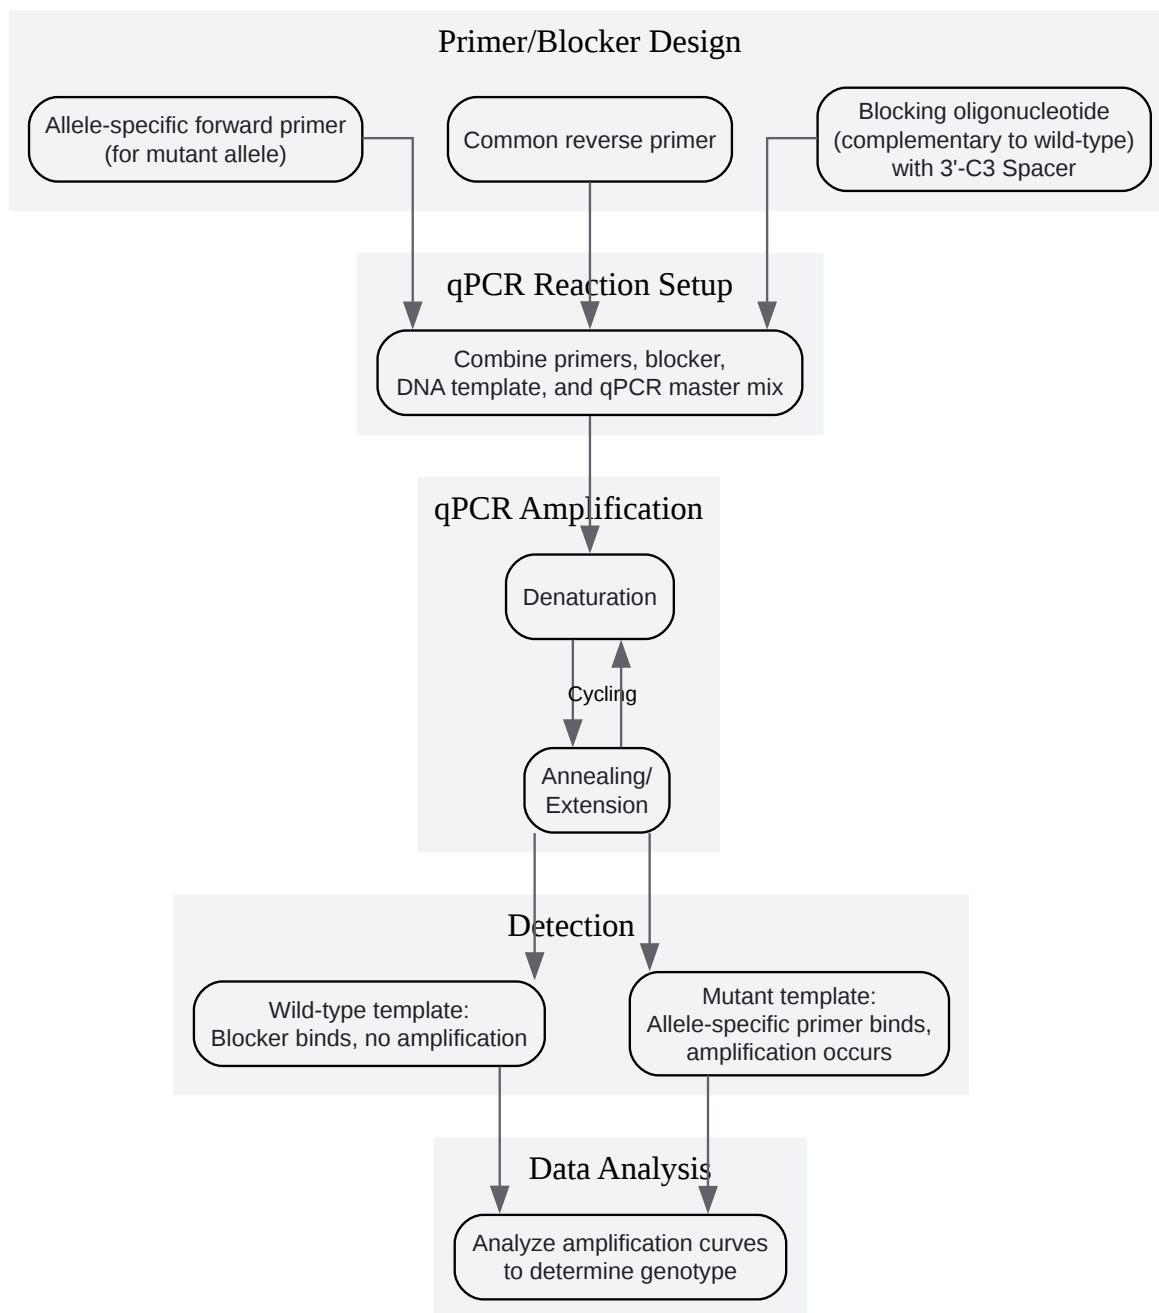 Primer/Blocker Design
Allele-specific forward primer
(for mutant allele)
Common reverse primer
Blocking oligonucleotide
(complementary to wild-type)
with 3'-C3 Spacer
qPCR Reaction Setup
Combine primers, blocker,
DNA template, and qPCR master mix
qPCR Amplification
Denaturation
Cycling
Annealing/
Extension
Detection
Wild-type template:
Blocker binds, no amplification
Mutant template:
Allele-specific primer binds,
amplification occurs
Data Analysis
Analyze amplification curves
to determine genotype